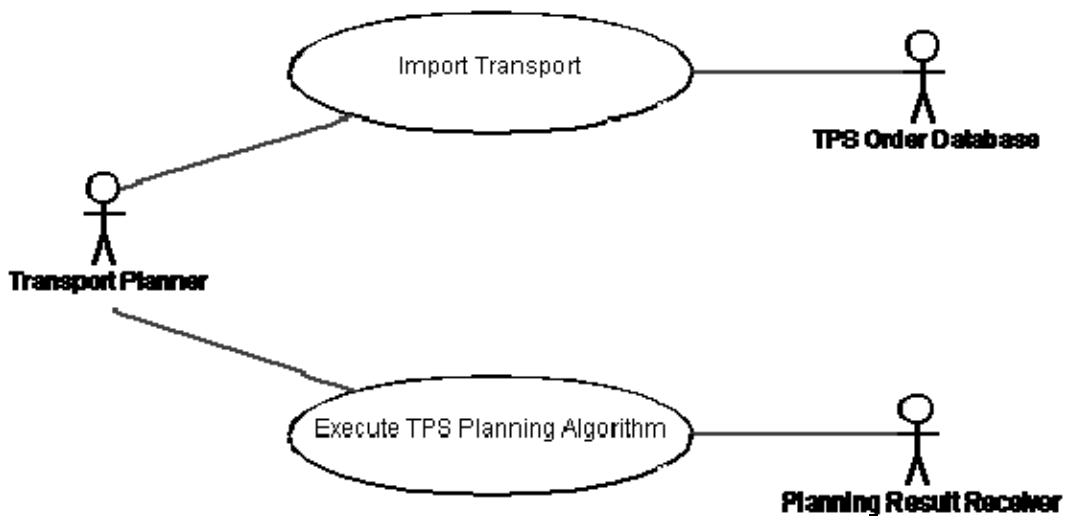 Import Transport
TPS Order Database
Transport Planner
Execute TPS Planning Algorithm
Planning Result Receiver